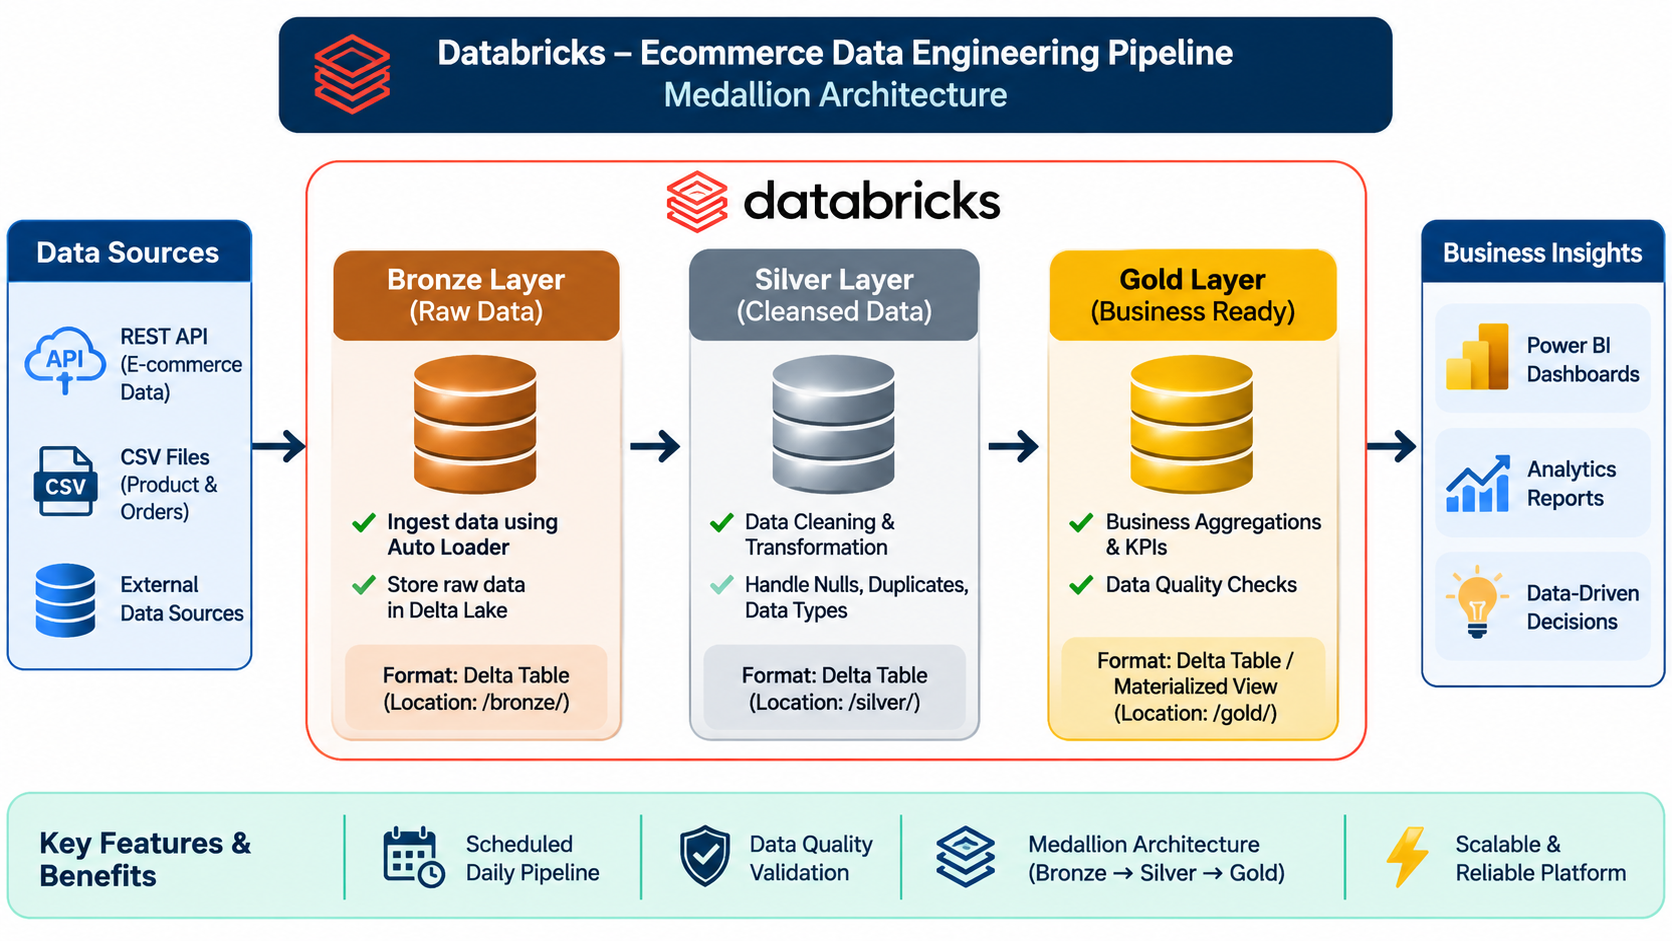 Databricks – Ecommerce Data Engineering Pipeline
Medallion Architecture
databricks
Data Sources
API
REST API
(E-commerce
Data)
CSV
CSV Files
(Product &
Orders)
External
Data Sources
Bronze Layer
(Raw Data)
Ingest data using
Auto Loader
Store raw data
in Delta Lake
Format: Delta Table
(Location: /bronze/)
Silver Layer
(Cleansed Data)
Data Cleaning &
Transformation
Handle Nulls, Duplicates,
Data Types
Format: Delta Table
(Location: /silver/)
Gold Layer
(Business Ready)
Business Aggregations
& KPIs
Data Quality Checks
Format: Delta Table /
Materialized View
(Location: /gold/)
Business Insights
Power BI
Dashboards
Analytics
Reports
Data-Driven
Decisions
Key Features &
Benefits
Scheduled
Daily Pipeline
Data Quality
Validation
Medallion Architecture
(Bronze → Silver → Gold)
Scalable &
Reliable Platform